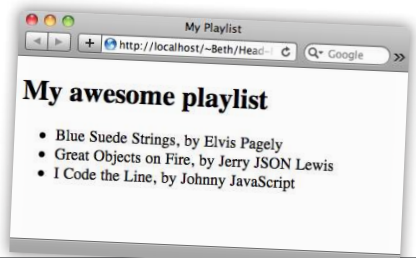 My Playlist
http://localhost/~Beth/Head-
Google
My awesome playlist
Blue Suede Strings, by Elvis Pagely
Great Objects on Fire, by Jerry JSON Lewis
I Code the Line, by Johnny JavaScript